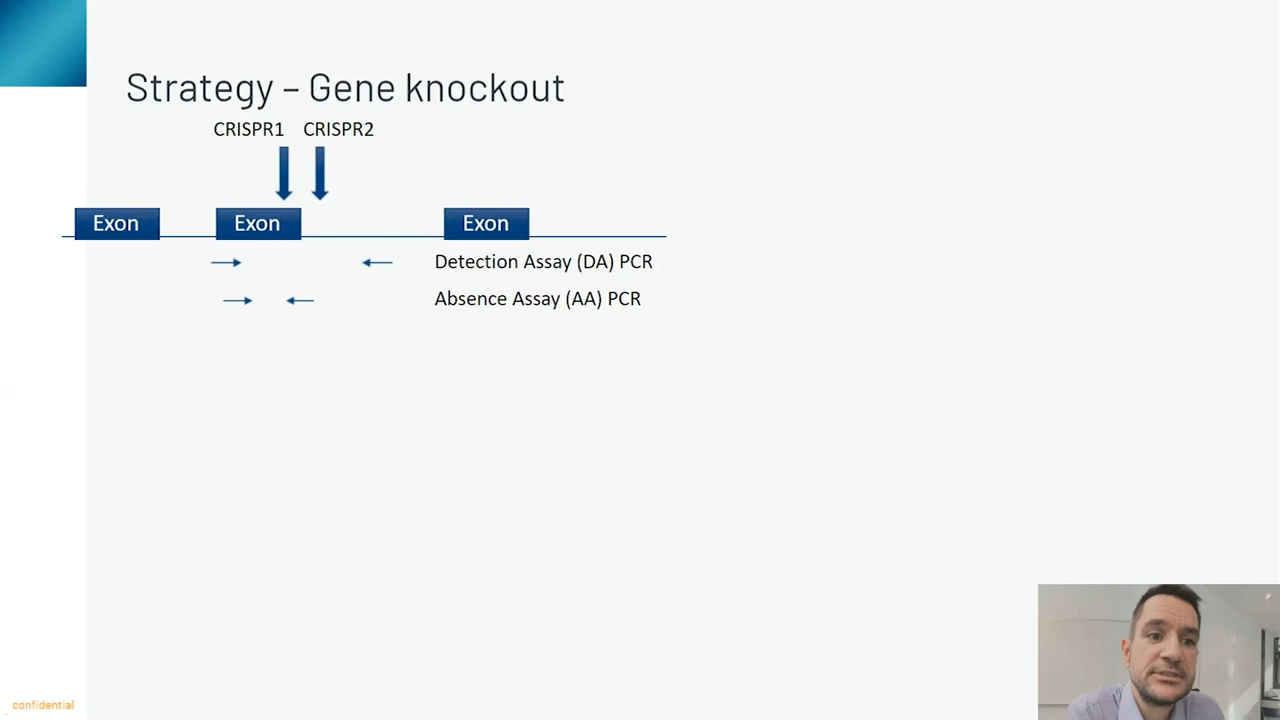 Strategy – Gene knockout
CRISPR1 CRISPR2
Exon Exon Exon
Detection Assay (DA) PCR
Absence Assay (AA) PCR
confidential